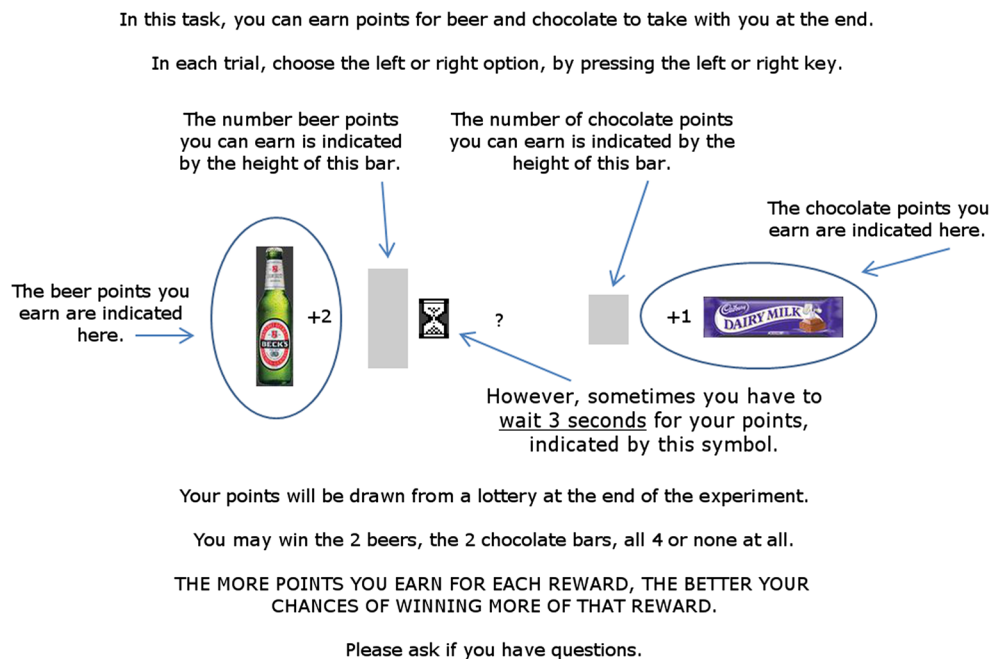 In this task, you can earn points for beer and chocolate to take with you at the end.
In each trial, choose the left or right option, by pressing the left or right key.
The number beer points
you can earn is indicated
by the height of this bar.
The number of chocolate points
you can earn is indicated by the
height of this bar.
The chocolate points you
earn are indicated here.
The beer points you
earn are indicated
here.
BECK'S
+2
?
+1
Cadbury
DAIRY MILK
However, sometimes you have to
wait 3 seconds for your points,
indicated by this symbol.
Your points will be drawn from a lottery at the end of the experiment.
You may win the 2 beers, the 2 chocolate bars, all 4 or none at all.
THE MORE POINTS YOU EARN FOR EACH REWARD, THE BETTER YOUR
CHANCES OF WINNING MORE OF THAT REWARD.
Please ask if you have questions.